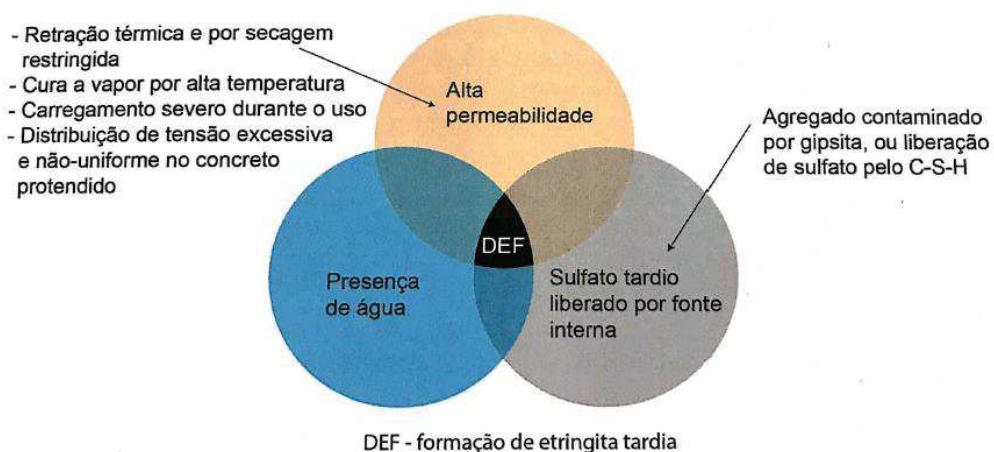 - Retração térmica e por secagem
restringida
- Cura a vapor por alta temperatura
- Carregamento severo durante o uso
- Distribuição de tensão excessiva
e não-uniforme no concreto
protendido
Alta
permeabilidade
Agregado contaminado
por gipsita, ou liberação
de sulfato pelo C-S-H
DEF
Presença
de água
Sulfato tardio
liberado por fonte
interna
DEF - formação de etringita tardia